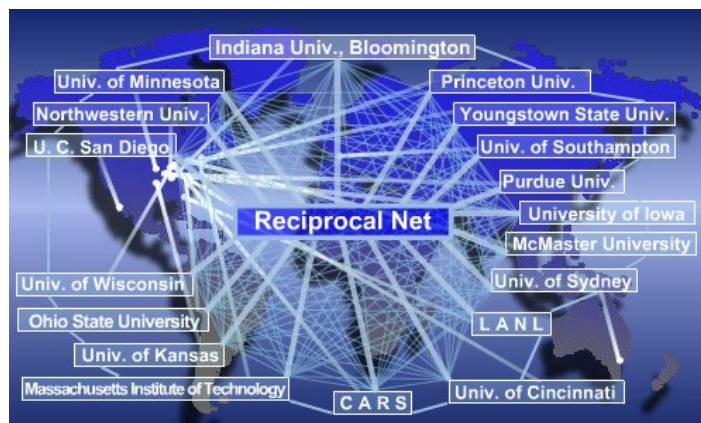 Indiana Univ., Bloomington
Univ. of Minnesota
Princeton Univ.
Northwestern Univ.
Youngstown State Univ.
U. C. San Diego
Univ. of Southampton
Purdue Univ.
University of Iowa
Reciprocal Net
McMaster University
Univ. of Wisconsin
Univ. of Sydney
Ohio State University
L A N L
Univ. of Kansas
Massachusetts Institute of Technology
Univ. of Cincinnati
C A R S